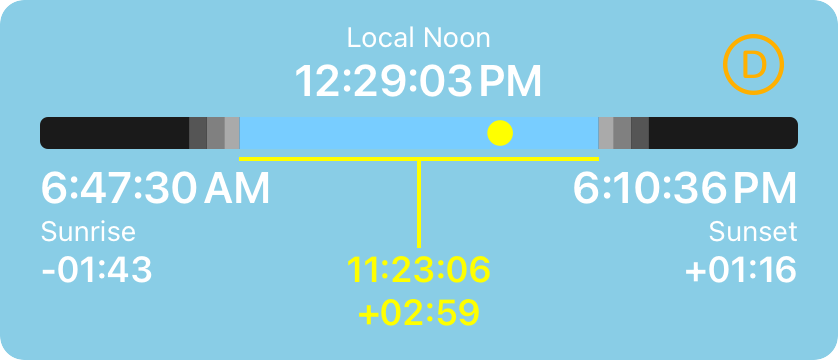 Local Noon
12:29:03 PM
D
6:47:30 AM
Sunrise
-01:43
6:10:36 PM
Sunset
+01:16
11:23:06
+02:59